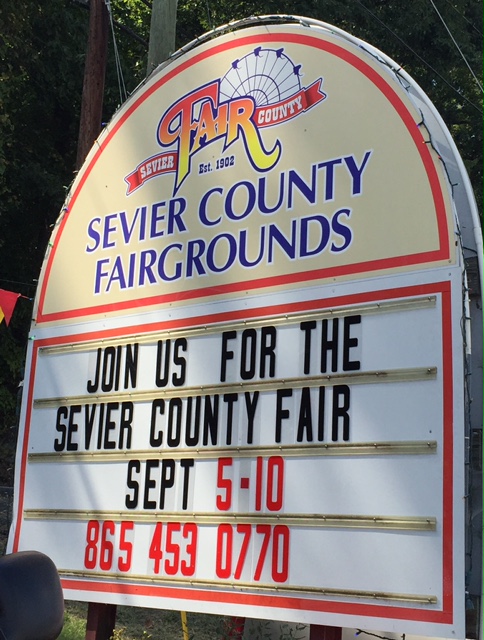 FAIR
SEVIER COUNTY
Est. 1902
SEVIER COUNTY
FAIRGROUNDS
JOIN US FOR THE
SEVIER COUNTY FAIR
SEPT 5-10
865 453 0770